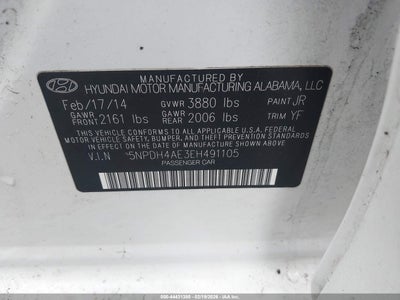 MANUFACTURED BY
HYUNDAI MOTOR MANUFACTURING ALABAMA, LLC
Feb/17/14 GVWR 3880 lbs PAINT JR
GAWR FRONT 2161 lbs GAWR REAR 2006 lbs TRIM YF
THIS VEHICLE CONFORMS TO ALL APPLICABLE U.S. FEDERAL
MOTOR VEHICLE SAFETY, BUMPER, AND THEFT PREVENTION
STANDARDS IN EFFECT ON THE DATE OF MANUFACTURE SHOWN ABOVE.
V.I.N 5NPDH4AE3EH491105
PASSENGER CAR